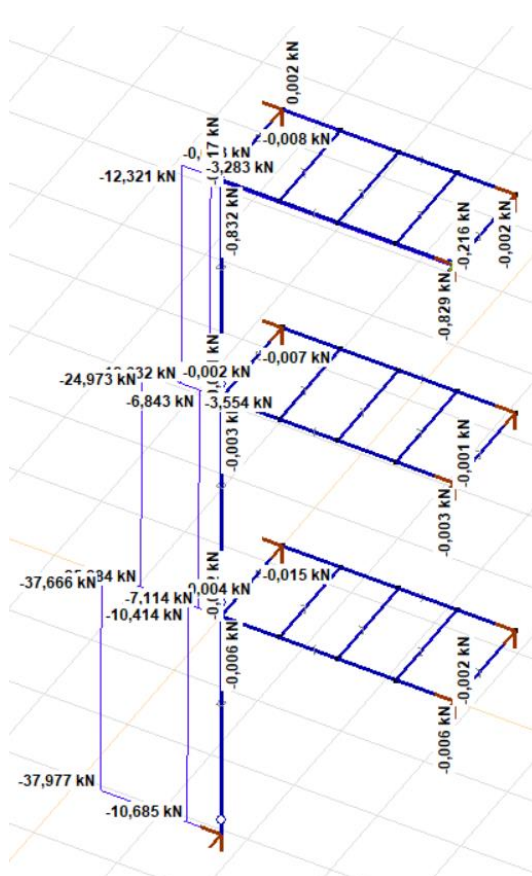 0,002 kN
-0,008 kN
-3,283 kN
-12,321 kN
-0,832 kN
-0,216 kN
-0,002 kN
-0,829 kN
-0,007 kN
-0,002 kN
-24,973 kN
-6,843 kN
-3,554 kN
-0,003 kN
-0,001 kN
-0,003 kN
-0,015 kN
-37,666 kN
-7,114 kN
-10,414 kN
-0,006 kN
-0,002 kN
-0,006 kN
-37,977 kN
-10,685 kN